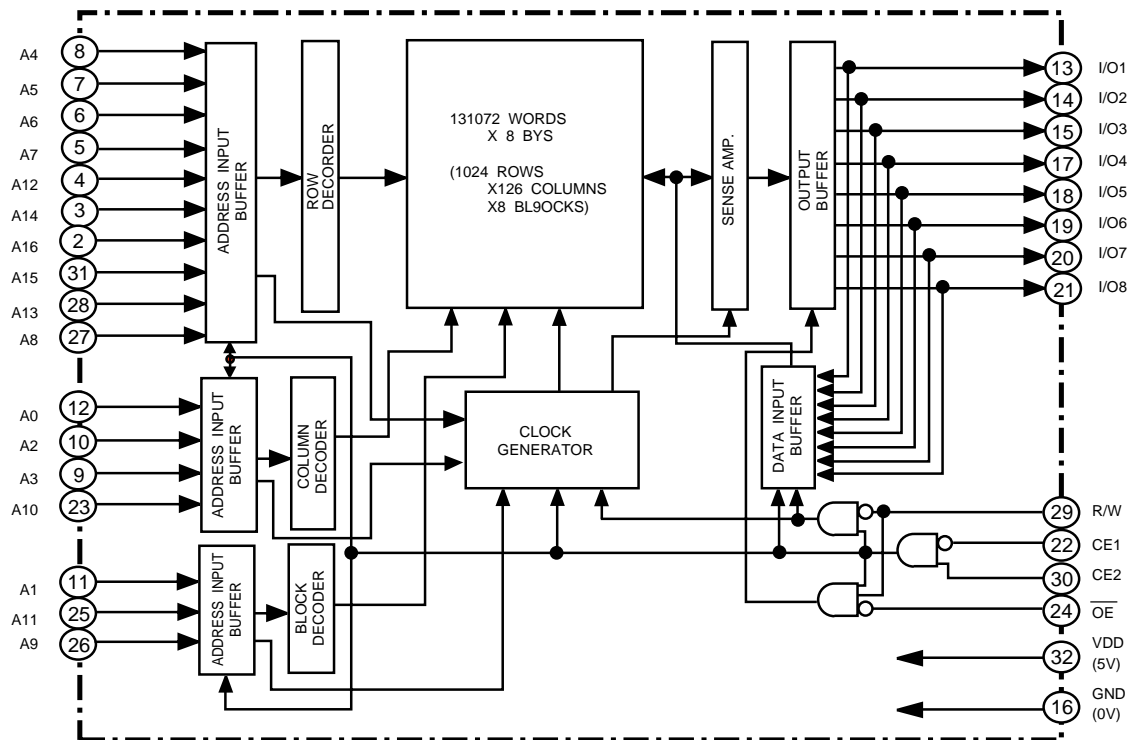 A4 8
A5 7
A6 6
A7 5
A12 4
A14 3
A16 2
A15 31
A13 28
A8 27
ADDRESS INPUT
BUFFER
ROW
DECORDER
131072 WORDS
X 8 BYS
(1024 ROWS
X126 COLUMNS
X8 BL9OCKS)
SENSE AMP.
OUTPUT
BUFFER
13 I/O1
14 I/O2
15 I/O3
17 I/O4
18 I/O5
19 I/O6
20 I/O7
21 I/O8
A0 12
A2 10
A3 9
A10 23
ADDRESS INPUT
BUFFER
COLUMN
DECODER
CLOCK
GENERATOR
DATA INPUT
BUFFER
A1 11
A11 25
A9 26
ADDRESS INPUT
BUFFER
BLOCK
DECODER
29 R/W
22 CE1
30 CE2
24 OE
32 VDD
(5V)
16 GND
(0V)